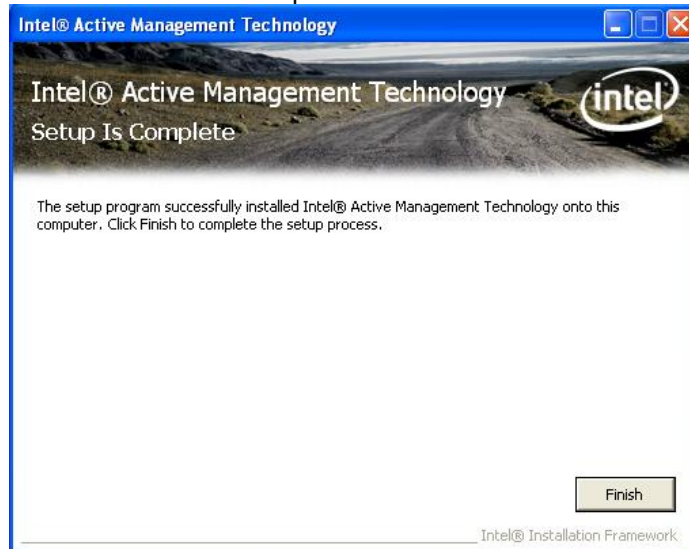 Intel® Active Management Technology
Intel® Active Management Technology
Setup Is Complete
intel
The setup program successfully installed Intel® Active Management Technology onto this
computer. Click Finish to complete the setup process.
Finish
Intel® Installation Framework